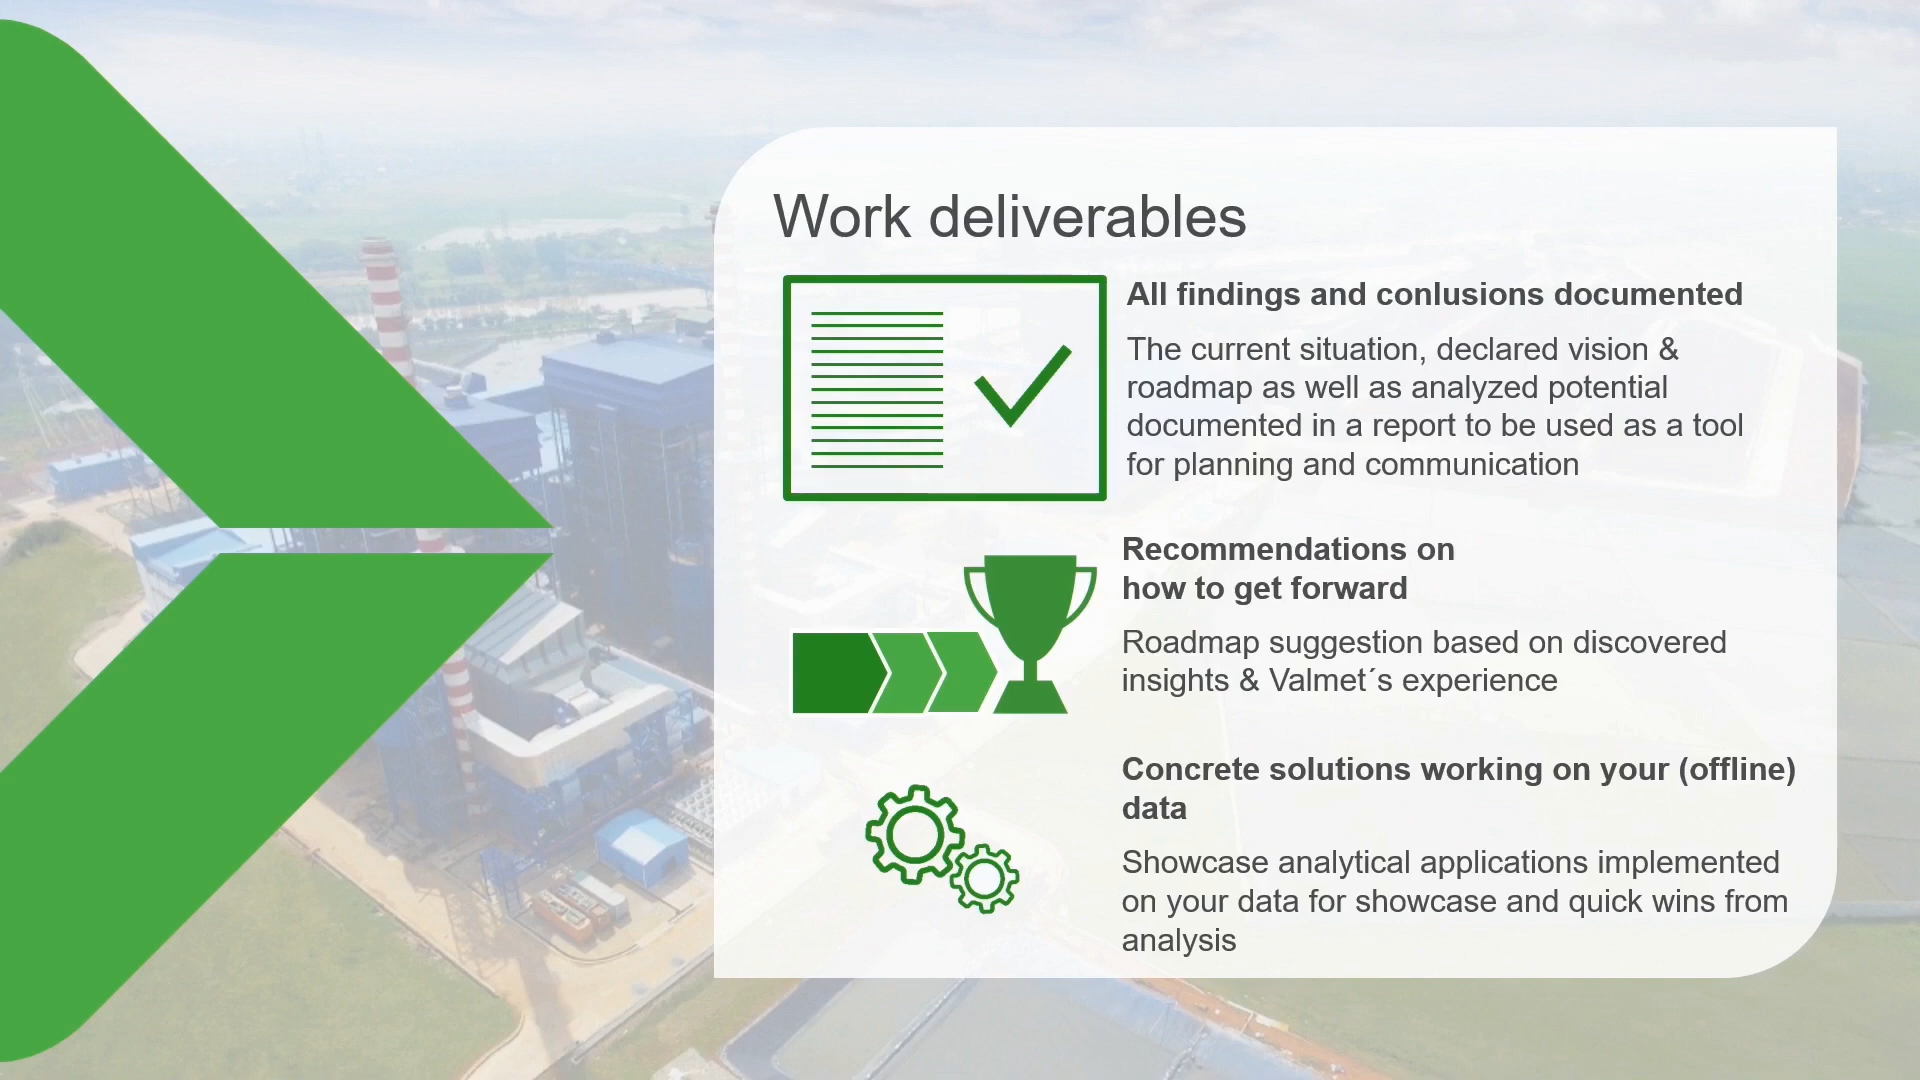 Work deliverables
All findings and conlusions documented
The current situation, declared vision &
roadmap as well as analyzed potential
documented in a report to be used as a tool
for planning and communication
Recommendations on
how to get forward
Roadmap suggestion based on discovered
insights & Valmet´s experience
Concrete solutions working on your (offline)
data
Showcase analytical applications implemented
on your data for showcase and quick wins from
analysis